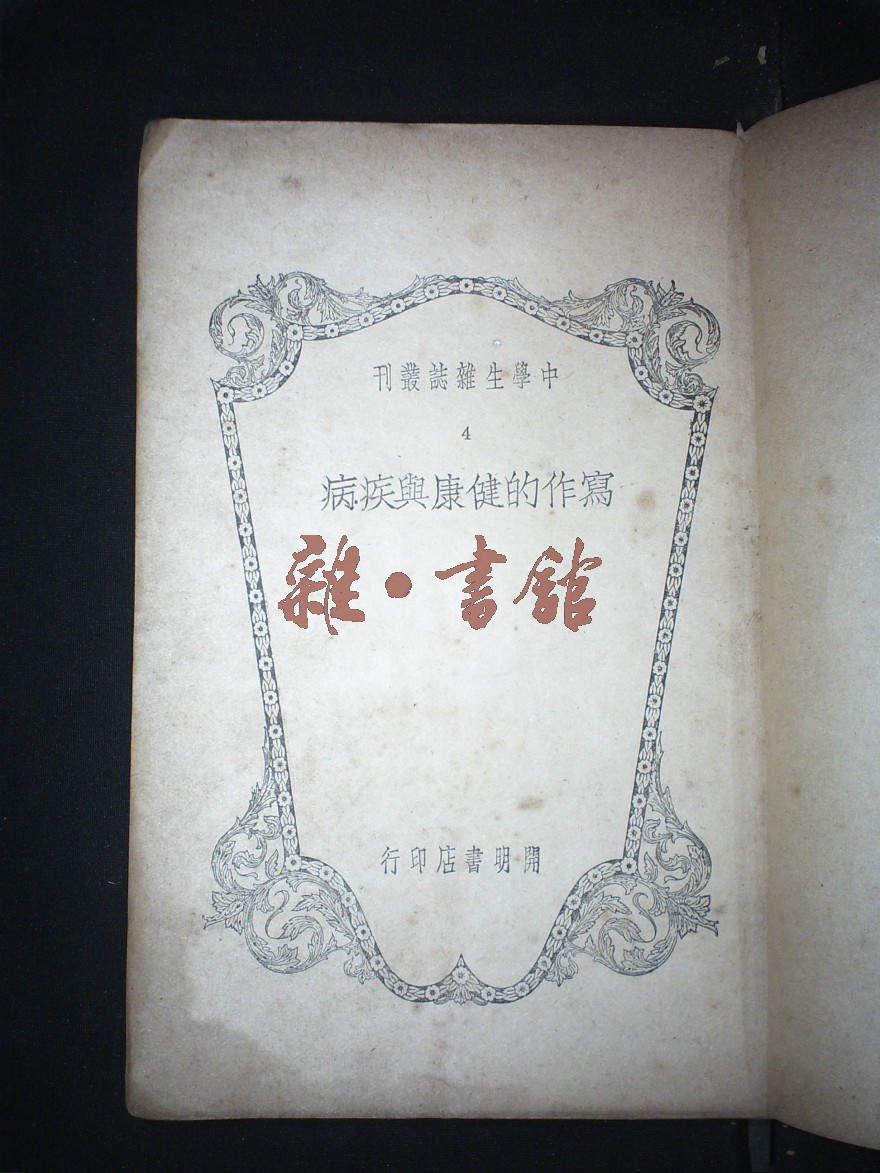 中學生雜誌叢刊
4
寫作的健康與疾病
雜·書館
開明書店印行